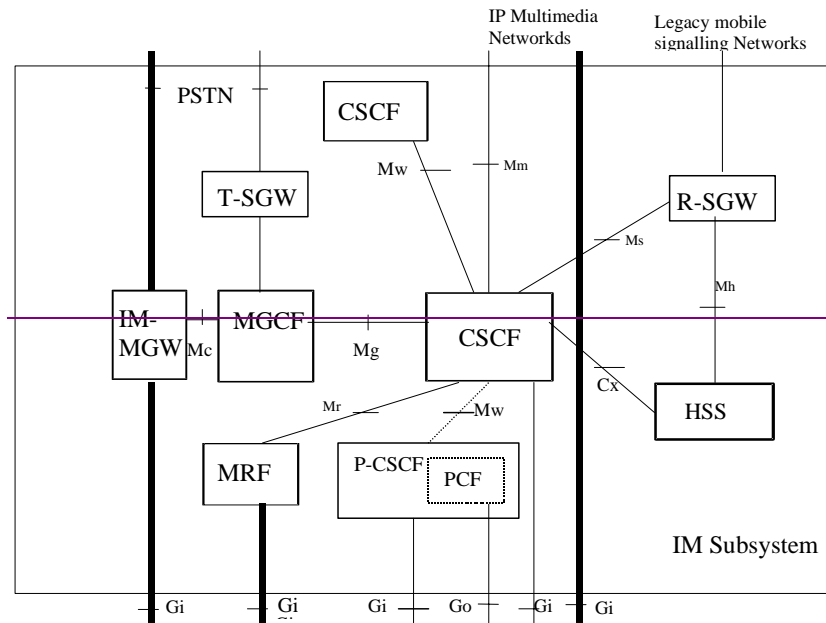 IP Multimedia
Networkds
Legacy mobile
signalling Networks
PSTN
CSCF
Mw
Mm
T-SGW
R-SGW
Ms
Mh
IM-
MGW
Mc
MGCF
Mg
CSCF
Cx
HSS
Mr
Mw
MRF
P-CSCF
PCF
IM Subsystem
Gi
Gi
Gi
Go
Gi
Gi